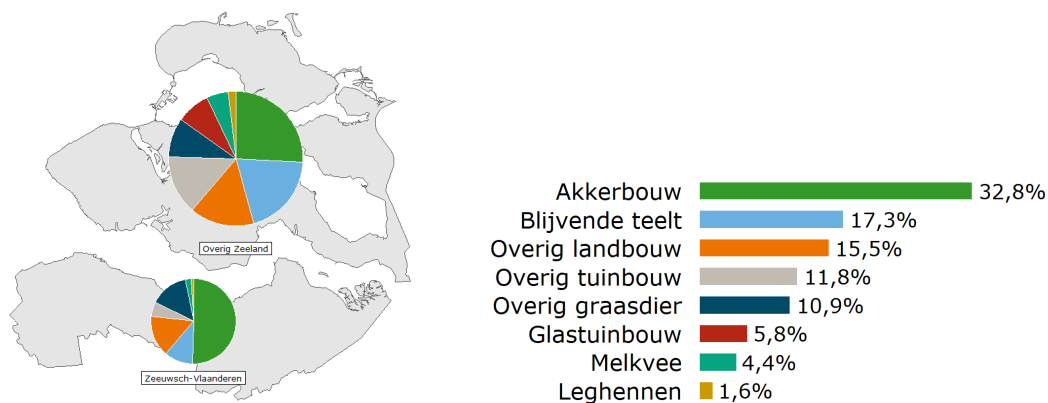 Overig Zeeland
Zeeuwsch-Vlaanderen
Akkerbouw 32,8%
Blijvende teelt 17,3%
Overig landbouw 15,5%
Overig tuinbouw 11,8%
Overig graasdier 10,9%
Glastuinbouw 5,8%
Melkvee 4,4%
Leghennen 1,6%